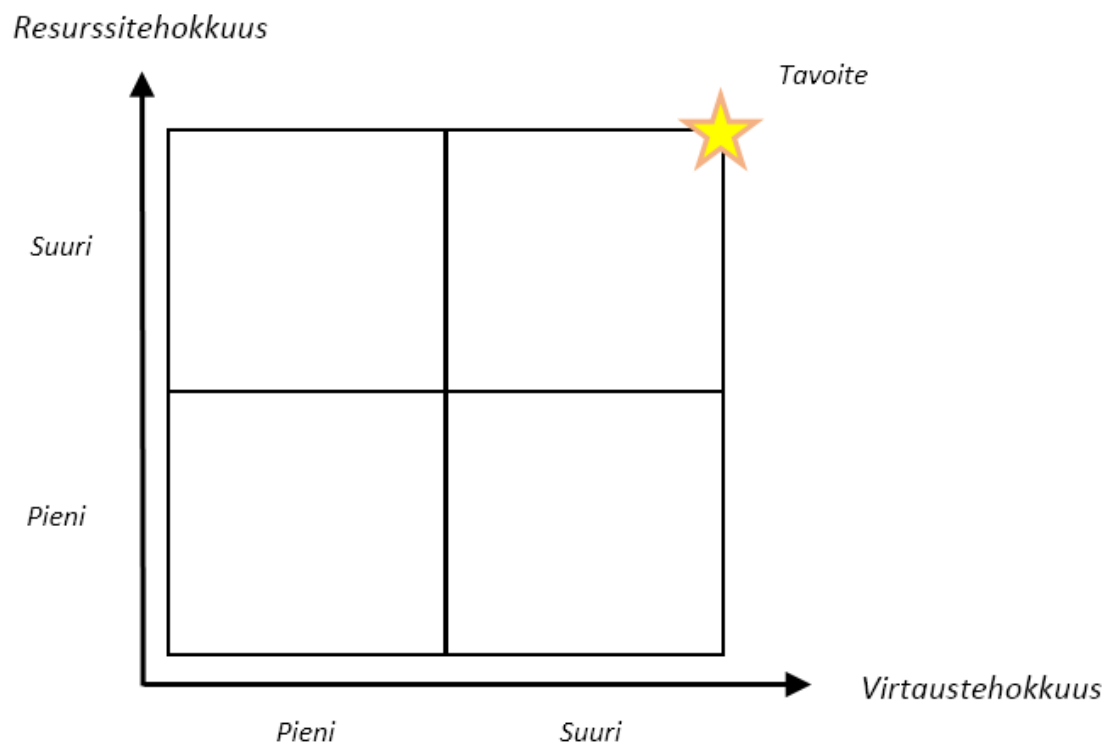 Resurssitehokkuus
Tavoite
Suuri
Pieni
Virtaustehokkuus
Pieni
Suuri